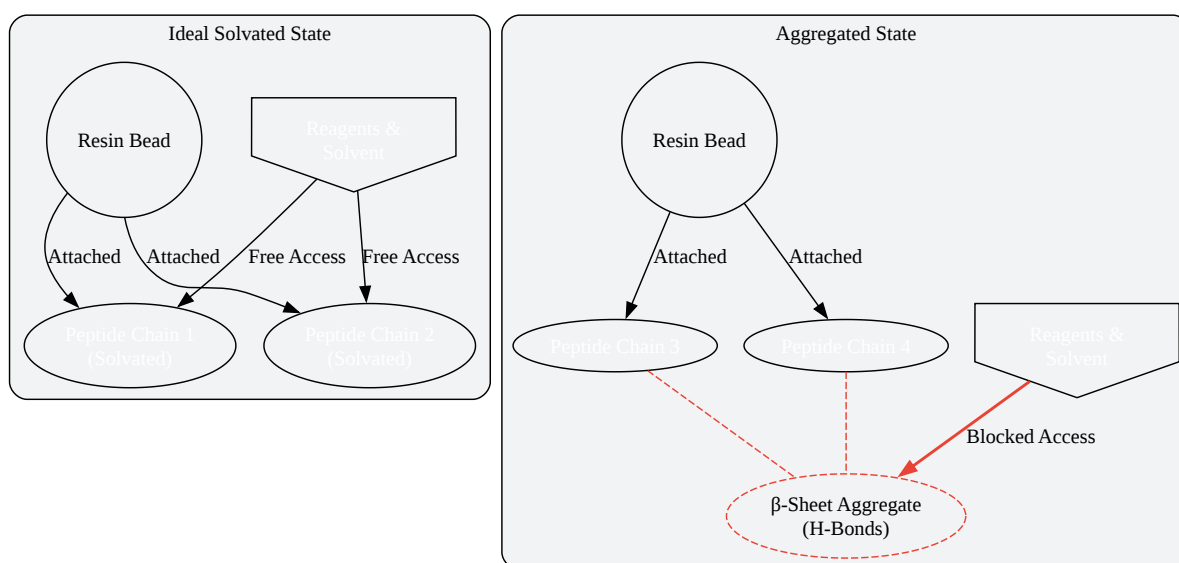 Ideal Solvated State
Resin Bead
Reagents &
Solvent
Attached
Attached
Free Access
Free Access
Peptide Chain 1
(Solvated)
Peptide Chain 2
(Solvated)
Aggregated State
Resin Bead
Attached
Attached
Peptide Chain 3
Peptide Chain 4
Reagents &
Solvent
Blocked Access
β-Sheet Aggregate
(H-Bonds)